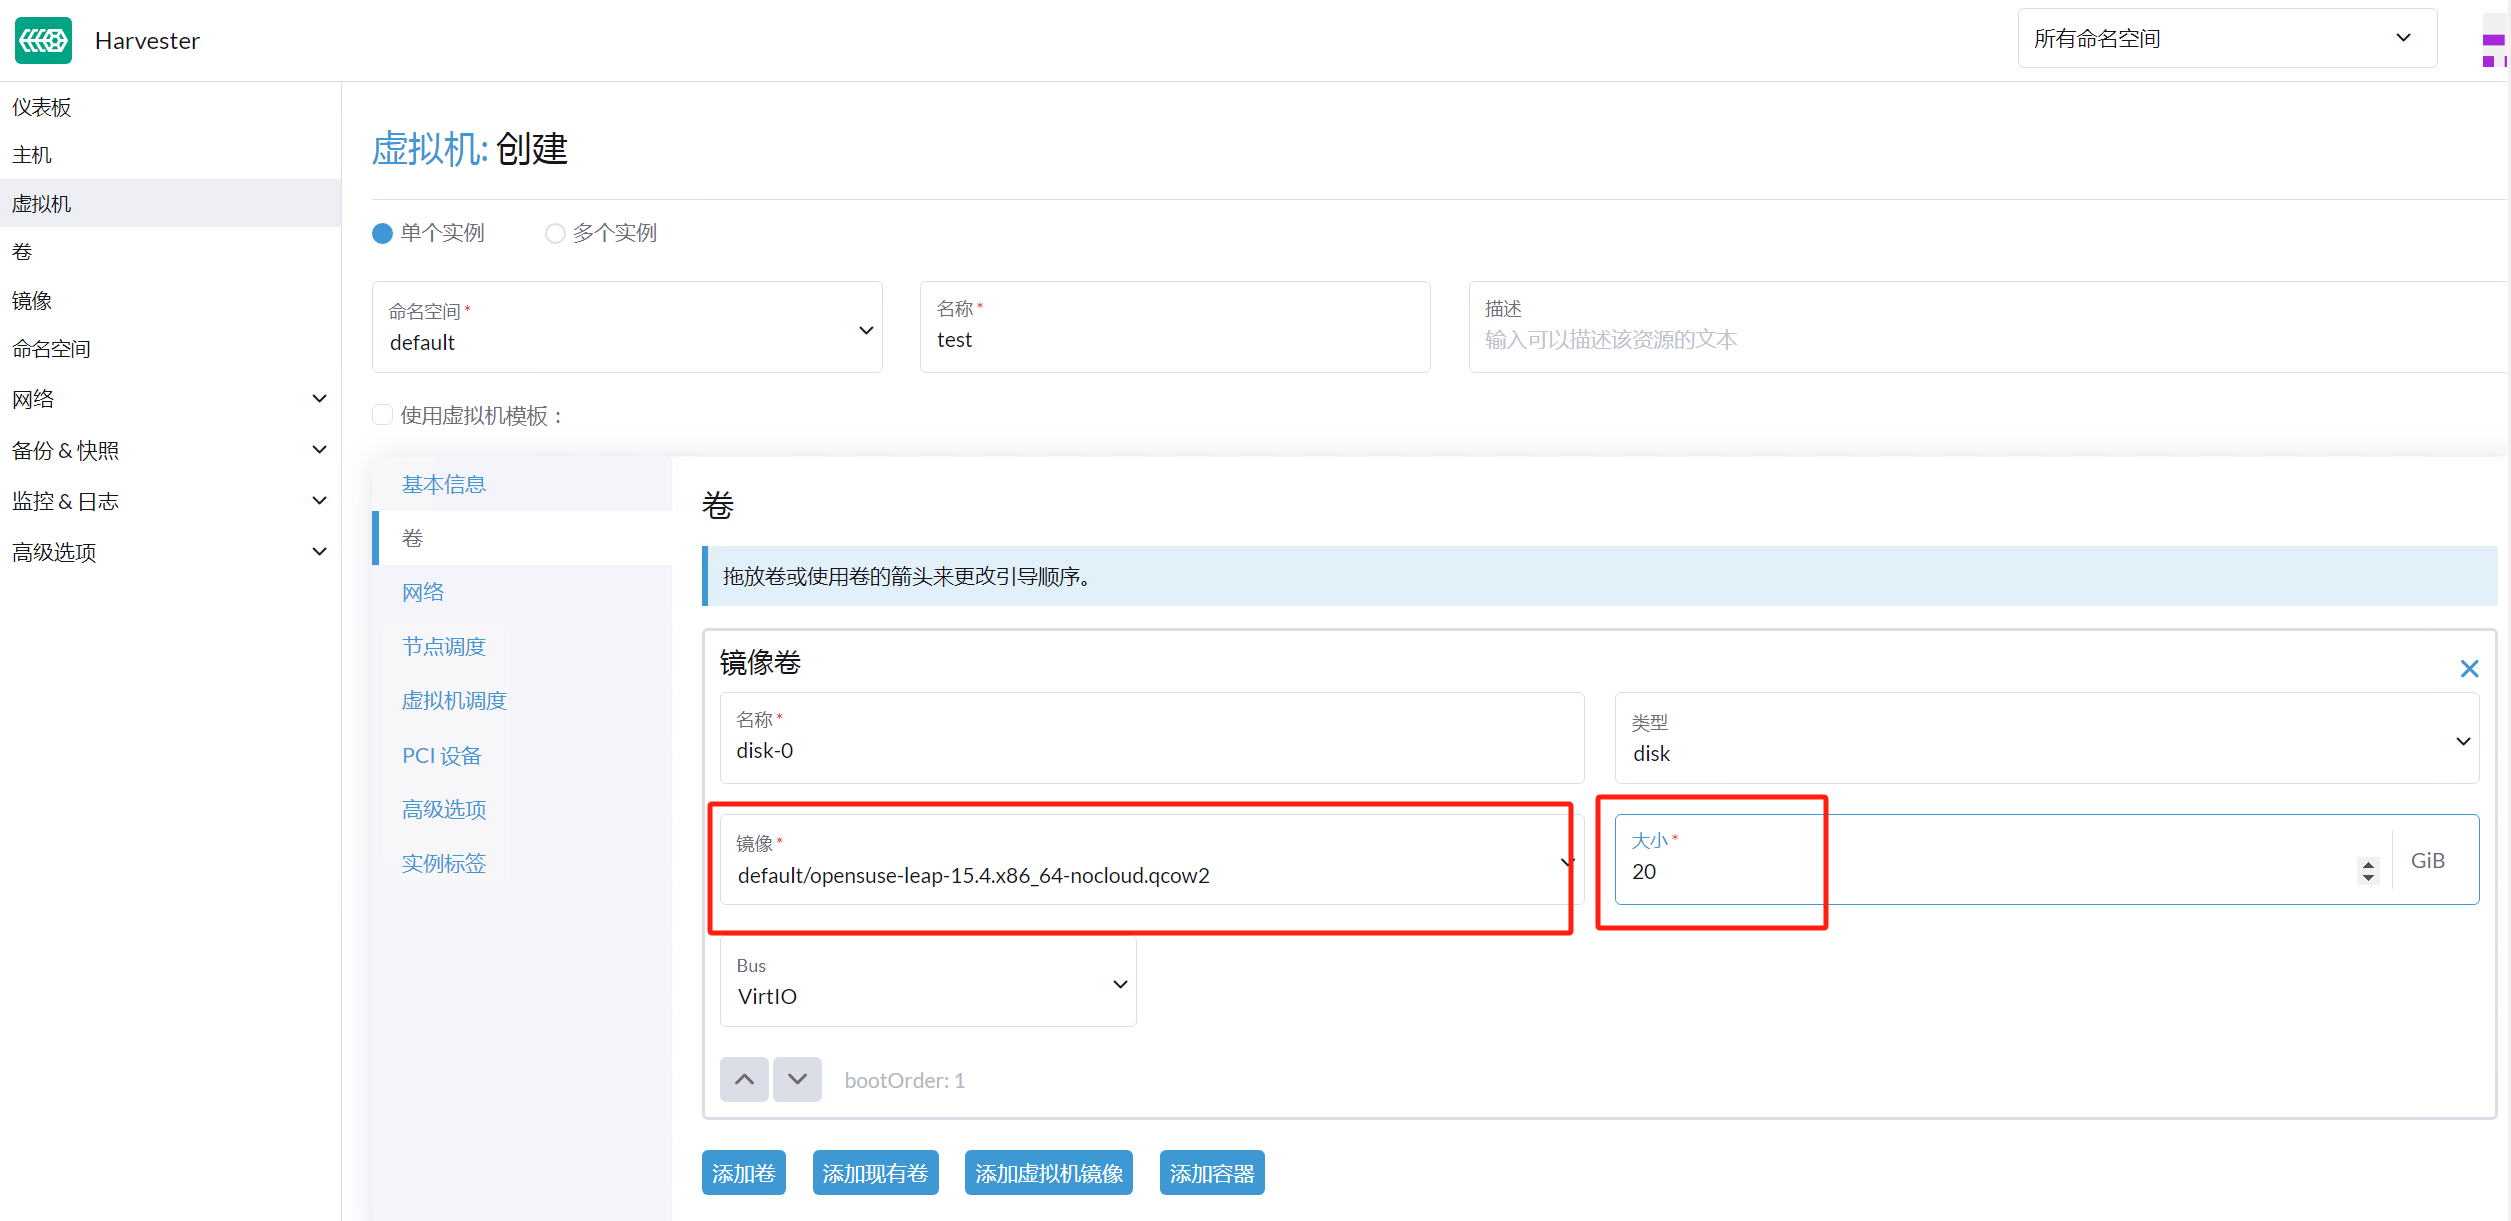 Harvester
所有命名空间
仪表板
主机
虚拟机
卷
镜像
命名空间
网络
备份 & 快照
监控 & 日志
高级选项
虚拟机: 创建
单个实例
多个实例
命名空间 *
default
名称 *
test
描述
输入可以描述该资源的文本
使用虚拟机模板：
基本信息
卷
网络
节点调度
虚拟机调度
PCI 设备
高级选项
实例标签
卷
拖放卷或使用卷的箭头来更改引导顺序。
镜像卷
名称 *
disk-0
类型
disk
镜像 *
default/opensuse-leap-15.4.x86_64-nocloud.qcow2
大小 *
20
GiB
Bus
VirtIO
bootOrder: 1
添加卷
添加现有卷
添加虚拟机镜像
添加容器